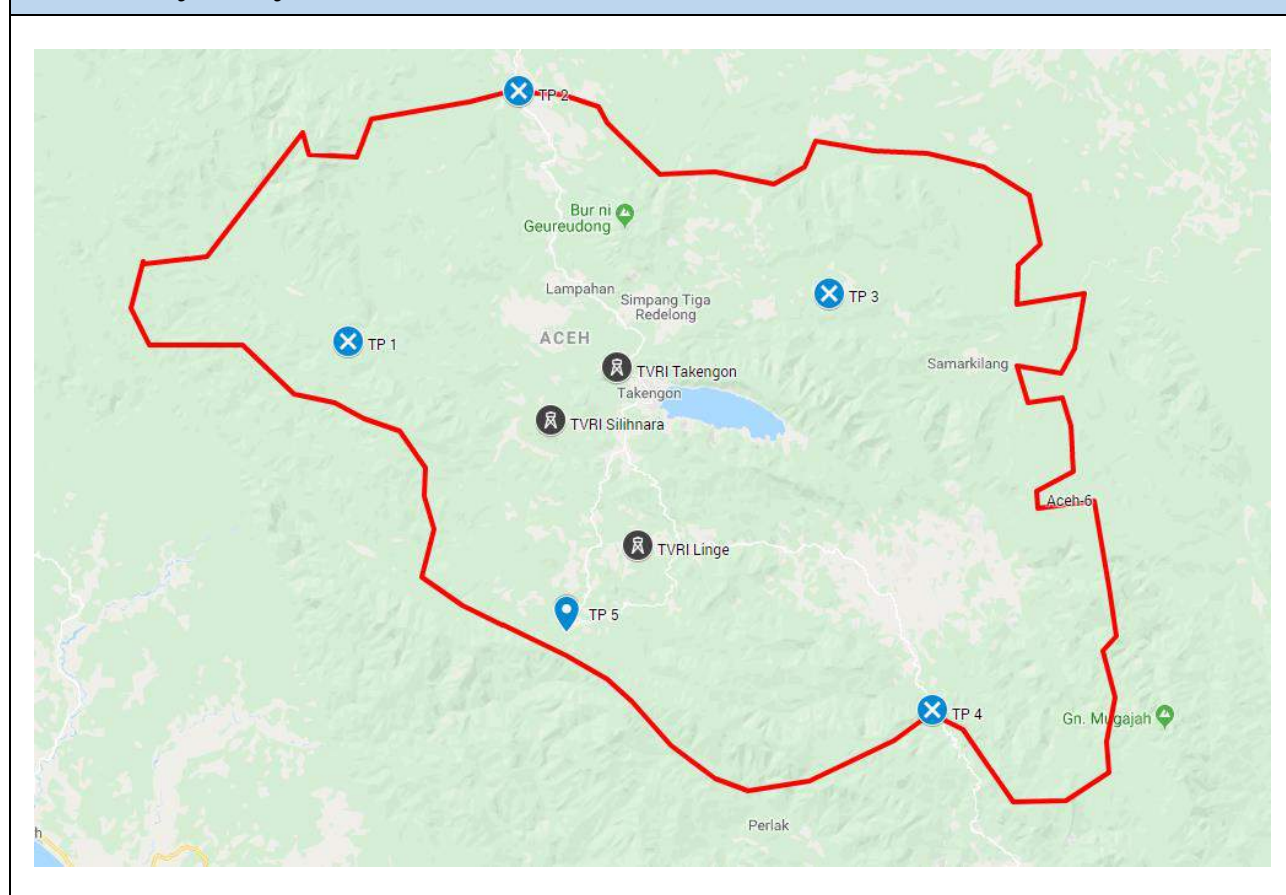 TP 2
Bur ni
Geureudong
Lampahan
Simpang Tiga
Redelong
TP 3
ACEH
TP 1
Samarkilang
TVRI Takengon
Takengon
TVRI Silihnara
Aceh-6
TVRI Linge
TP 5
TP 4
Gn. Mugajah
Perlak
h